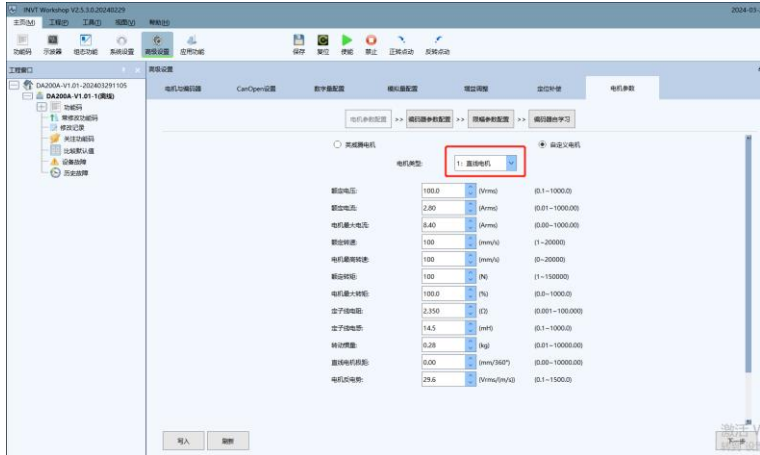 INVT Workshop V2.5.3.0.20240229
2024-03-
主页(M) 工程(P) 工具(T) 视图(V) 帮助(H)
功能码 示波器 组态功能 系统设置 高级设置 应用功能 保存 复位 使能 禁止 正转点动 反转点动
工程窗口
高级设置
DA200A-V1.01-202403291105
DA200A-V1.01-1(离线)
功能码
需修改功能码
修改记录
关注功能码
比较默认值
设备故障
历史故障
电机与编码器 CanOpen设置 数字量配置 模拟量配置 增益调整 定位补偿 电机参数
电机参数配置 >> 编码器参数配置 >> 限幅参数配置 >> 编码器自学习
英威腾电机 自定义电机
电机类型: 1: 直线电机
额定电压: 100.0 (Vrms) (0.1~1000.0)
额定电流: 2.80 (Arms) (0.01~1000.00)
电机最大电流: 8.40 (Arms) (0.00~1000.00)
额定转速: 100 (mm/s) (1~20000)
电机最高转速: 100 (mm/s) (0~20000)
额定转矩: 100 (N) (1~150000)
电机最大转矩: 100.0 (%) (0.0~1000.0)
定子线电阻: 2.350 (Ω) (0.001~100.000)
定子线电感: 14.5 (mH) (0.1~1000.0)
转动惯量: 0.28 (kg) (0.01~10000.00)
直线电机极距: 0.00 (mm/360°) (0.00~10000.00)
电机反电势: 29.6 (Vrms/(m/s)) (0.1~1500.0)
写入 刷新 下一步
激活 V